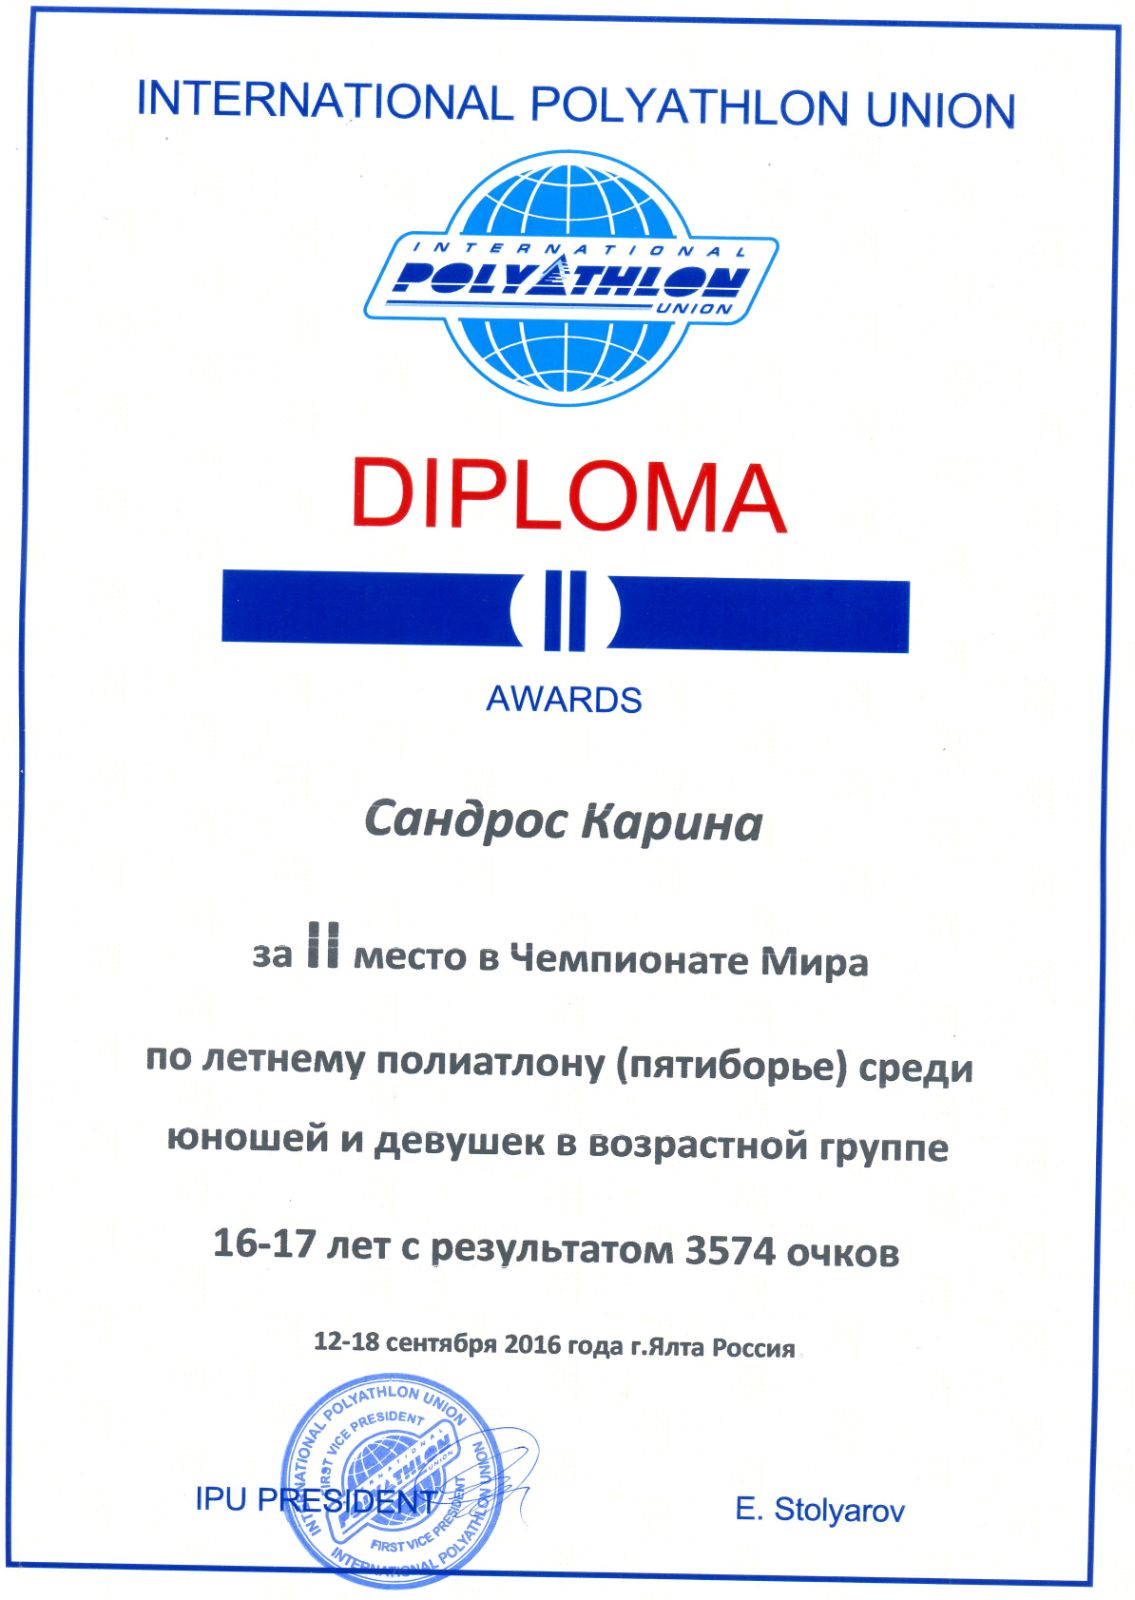 INTERNATIONAL POLYATHLON UNION
INTERNATIONAL
POLYATHLON
UNION
DIPLOMA
II
AWARDS
Сандрос Карина
за II место в Чемпионате Мира
по летнему полиатлону (пятиборье) среди
юношей и девушек в возрастной группе
16-17 лет с результатом 3574 очков
12-18 сентября 2016 года г.Ялта Россия
INTERNATIONAL POLYATHLON UNION
FIRST VICE PRESIDENT
INTERNATIONAL
POLYATHLON
UNION
FIRST VICE PRESIDENT
INTERNATIONAL POLYATHLON UNION
IPU PRESIDENT
E. Stolyarov